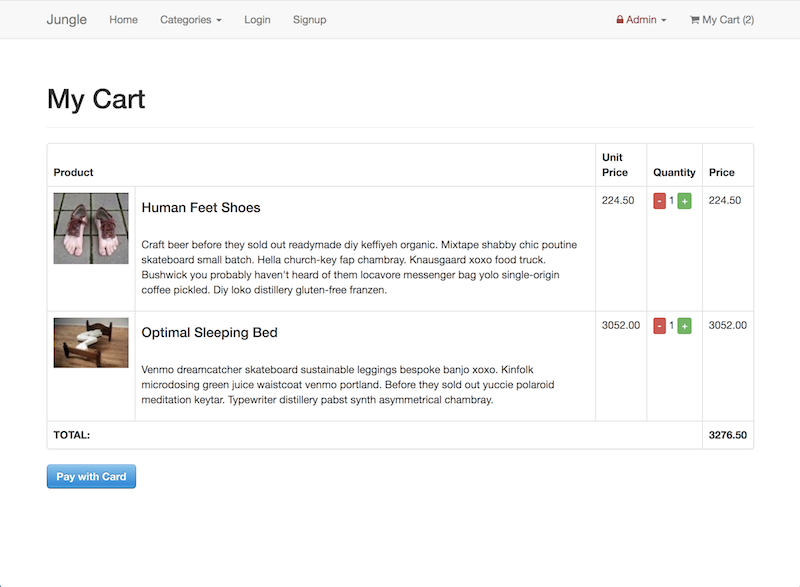 Jungle Home Categories Login Signup Admin My Cart (2)
My Cart
Product Unit Price Quantity Price
Human Feet Shoes 224.50 - 1 + 224.50
Craft beer before they sold out readymade diy keffiyeh organic. Mixtape shabby chic poutine
skateboard small batch. Hella church-key fap chambray. Knausgaard xoxo food truck.
Bushwick you probably haven't heard of them locavore messenger bag yolo single-origin
coffee pickled. Diy loko distillery gluten-free franzen.
Optimal Sleeping Bed 3052.00 - 1 + 3052.00
Venmo dreamcatcher skateboard sustainable leggings bespoke banjo xoxo. Kinfolk
microdosing green juice waistcoat venmo portland. Before they sold out yuccie polaroid
meditation keytar. Typewriter distillery pabst synth asymmetrical chambray.
TOTAL: 3276.50
Pay with Card